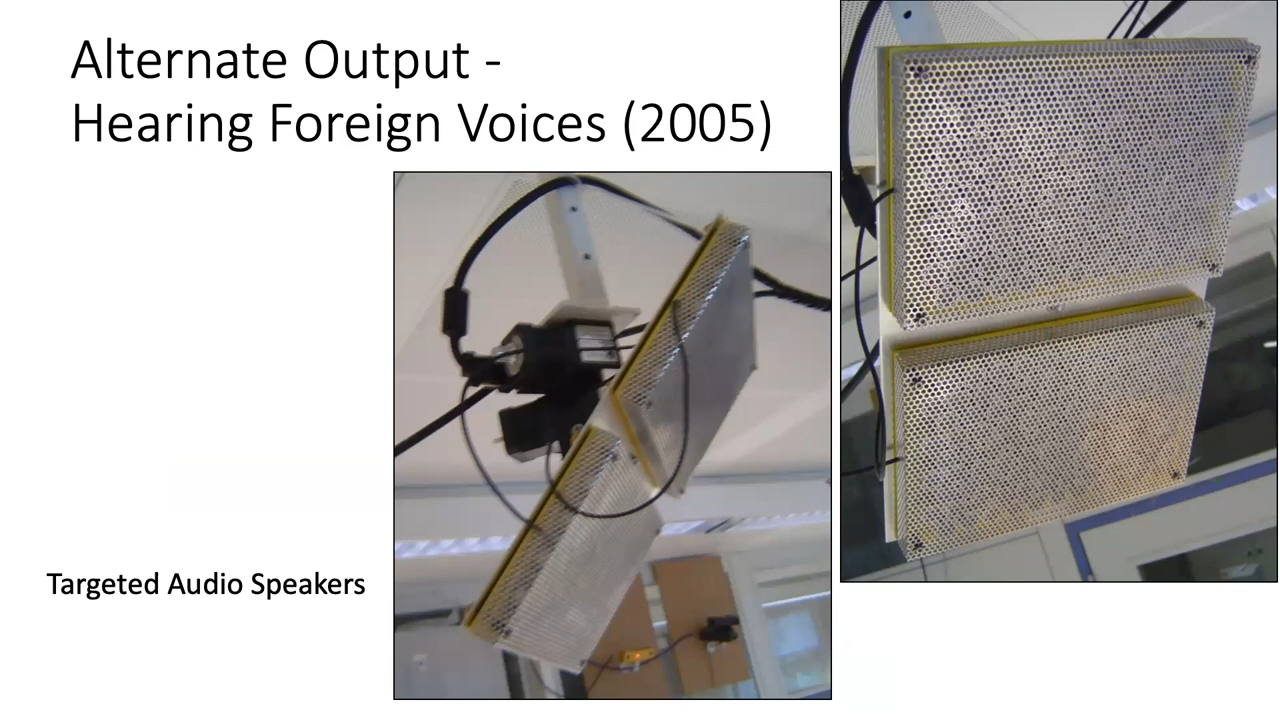 Alternate Output -
Hearing Foreign Voices (2005)
Targeted Audio Speakers